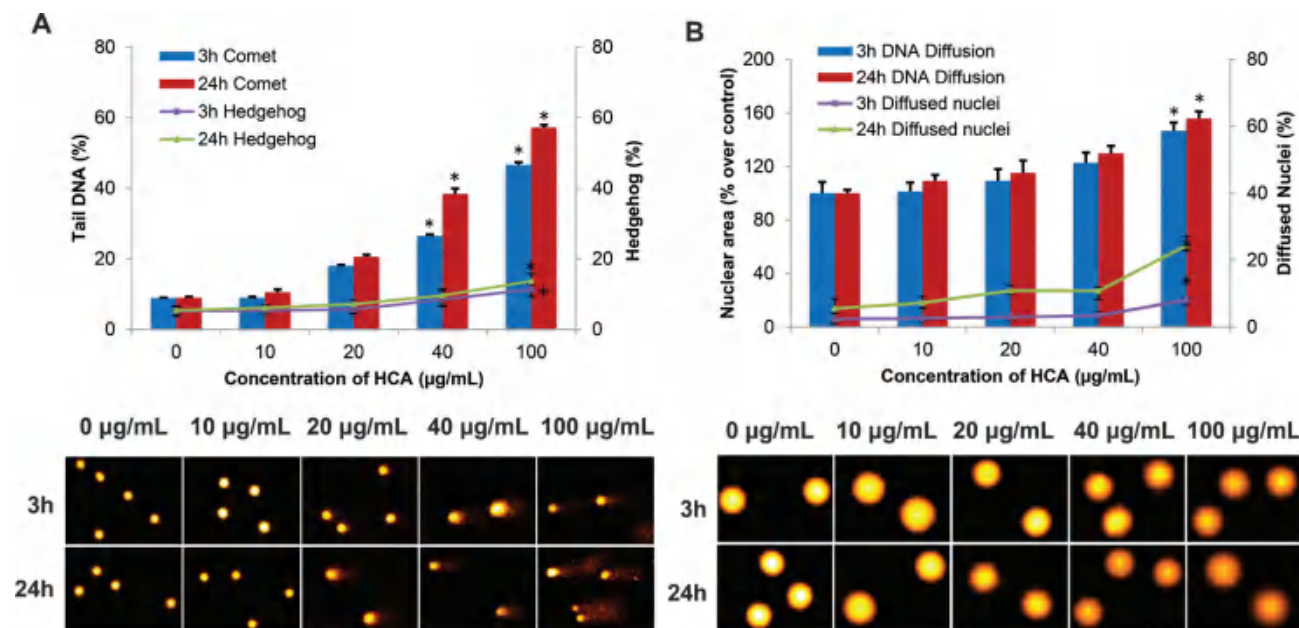 A
80
60
40
20
0
Tail DNA (%)
3h Comet
24h Comet
3h Hedgehog
24h Hedgehog
* * * * * *
80
60
40
20
0
Hedgehog (%)
0 10 20 40 100
Concentration of HCA (µg/mL)
B
200
160
120
80
40
0
Nuclear area (% over control)
3h DNA Diffusion
24h DNA Diffusion
3h Diffused nuclei
24h Diffused nuclei
* * * *
80
60
40
20
0
Diffused Nuclei (%)
0 10 20 40 100
Concentration of HCA (µg/mL)
0 µg/mL 10 µg/mL 20 µg/mL 40 µg/mL 100 µg/mL
3h
24h
0 µg/mL 10 µg/mL 20 µg/mL 40 µg/mL 100 µg/mL
3h
24h